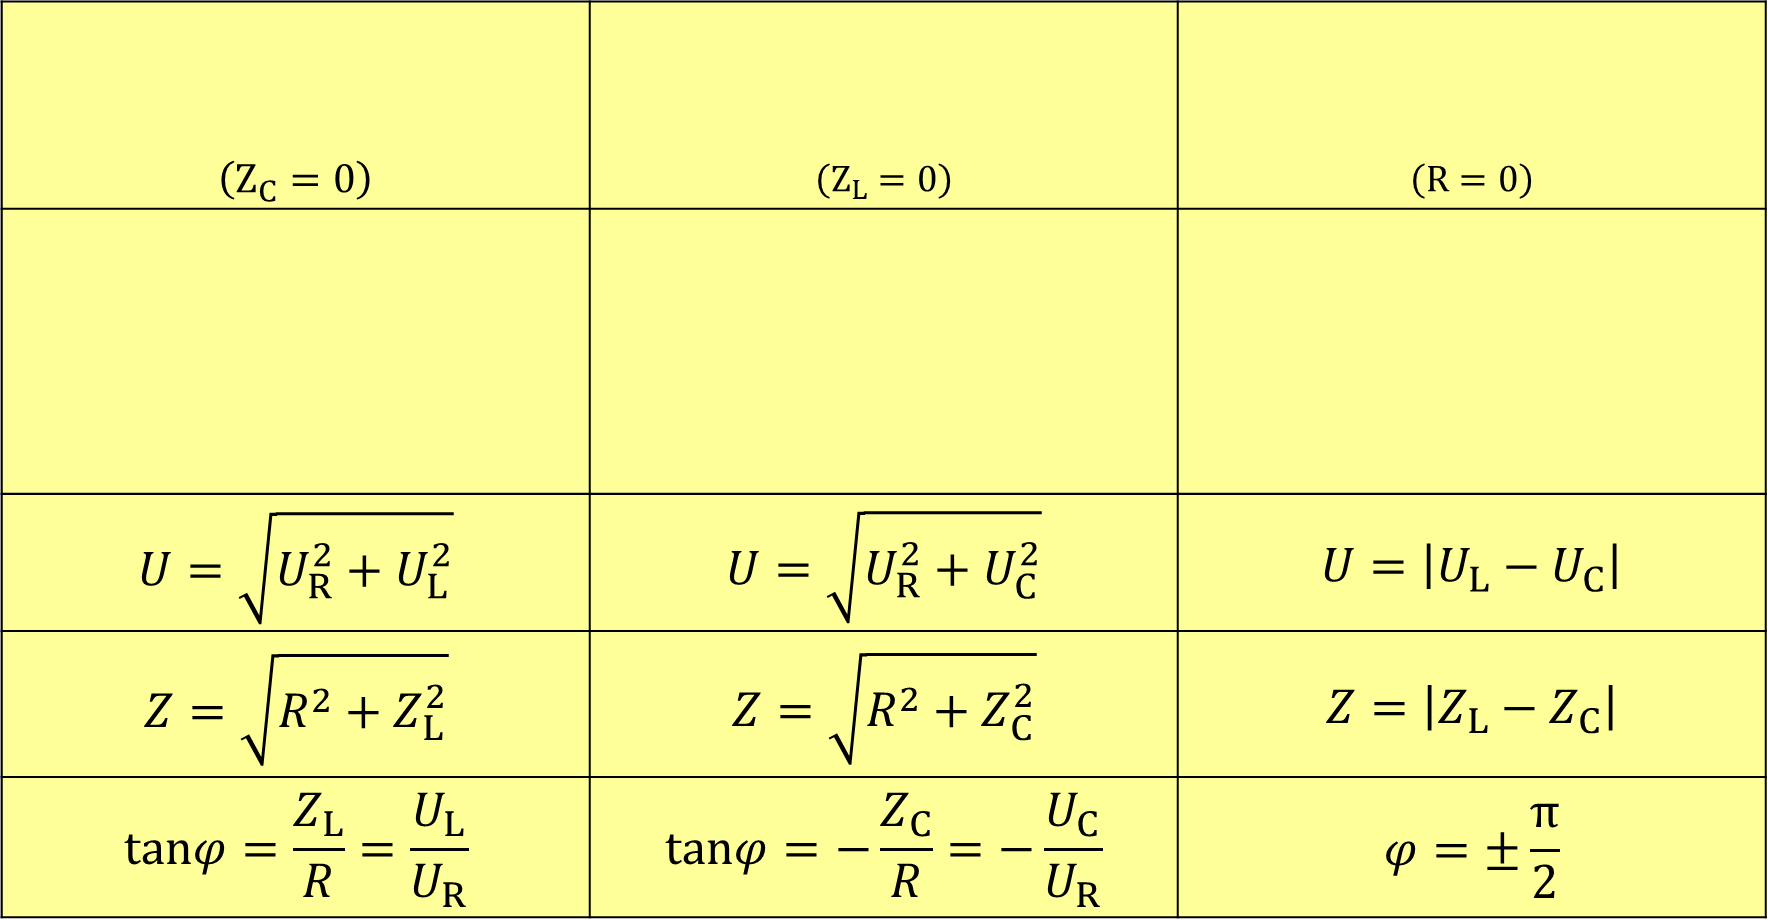 (Z_C = 0) (Z_L = 0) (R = 0)
U = √(U_R² + U_L²) U = √(U_R² + U_C²) U = |U_L − U_C|
Z = √(R² + Z_L²) Z = √(R² + Z_C²) Z = |Z_L − Z_C|
tanφ = Z_L/R = U_L/U_R tanφ = −Z_C/R = −U_C/U_R φ = ±π/2